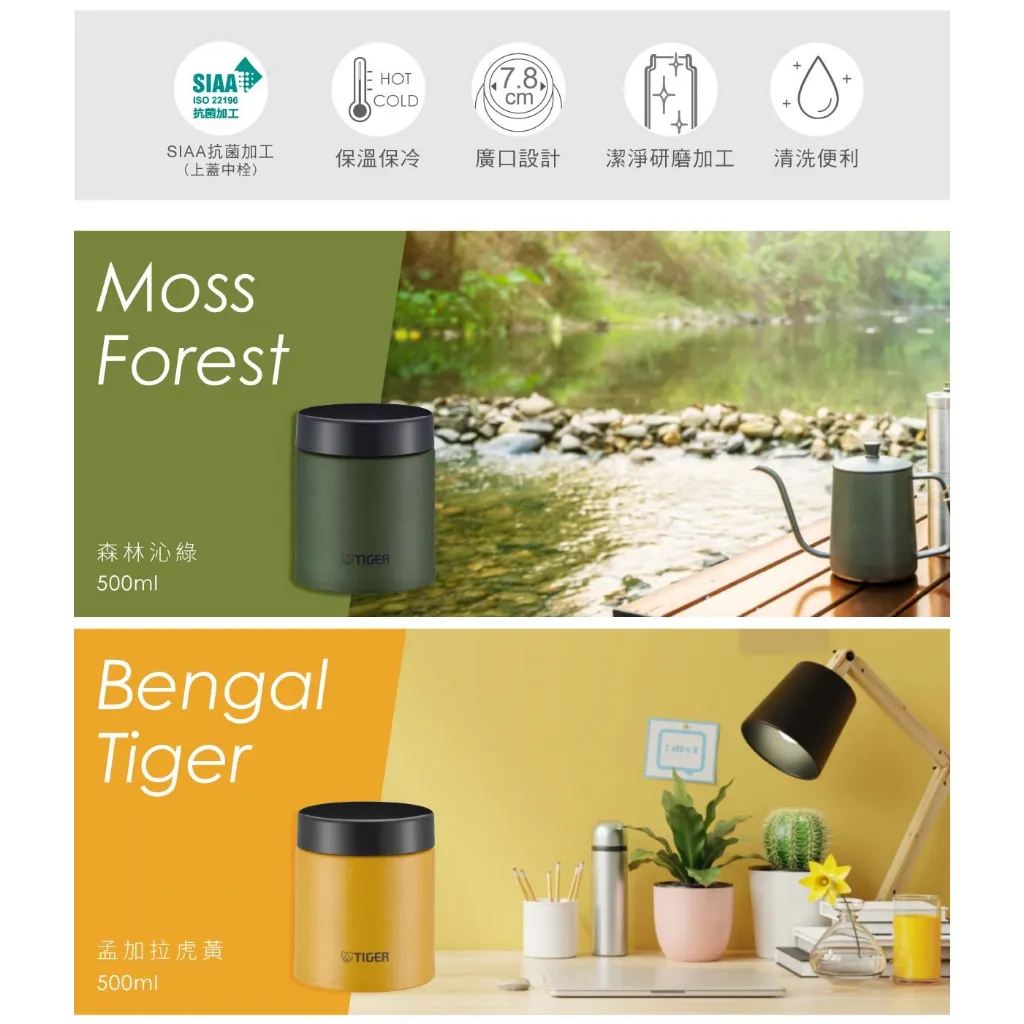 SIAA
ISO 22196
抗菌加工
SIAA抗菌加工
(上蓋中栓)
HOT
COLD
保溫保冷
7.8
cm
廣口設計
潔淨研磨加工
清洗便利
Moss
Forest
森林沁綠
500ml
TIGER
Bengal
Tiger
孟加拉虎黃
500ml
TIGER